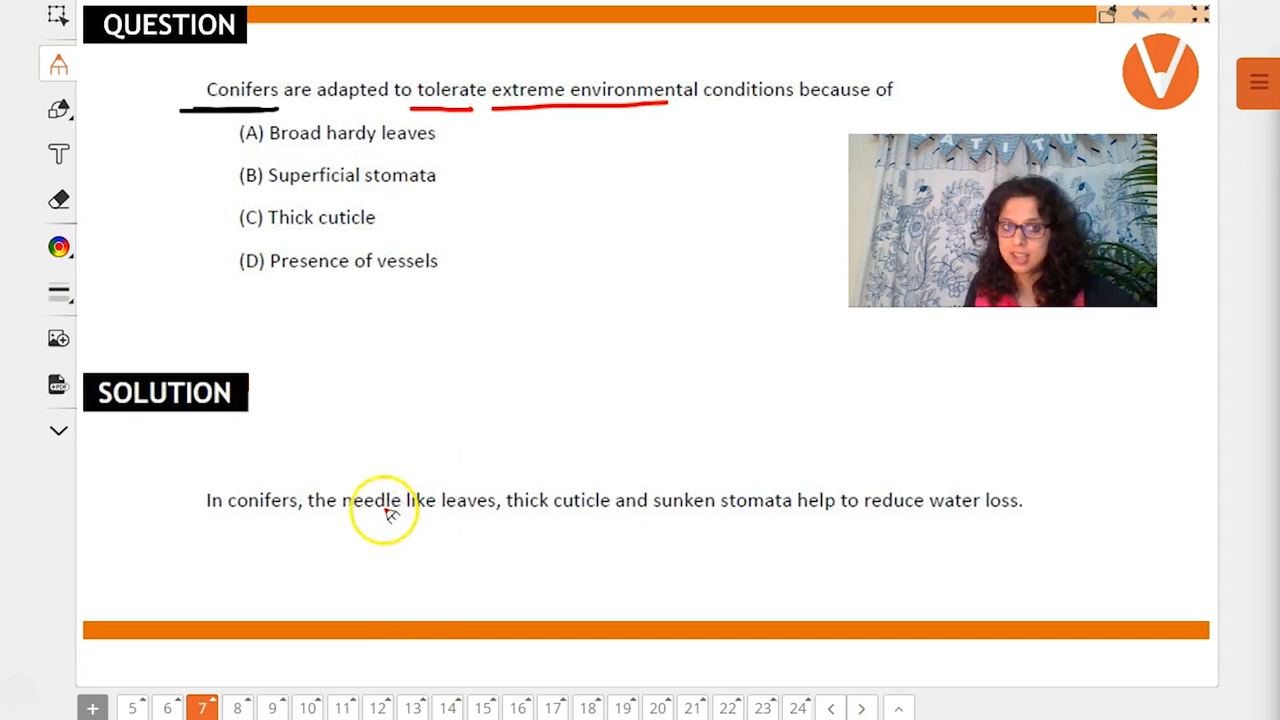 QUESTION
Conifers are adapted to tolerate extreme environmental conditions because of
(A) Broad hardy leaves
(B) Superficial stomata
(C) Thick cuticle
(D) Presence of vessels
ATITU
SOLUTION
In conifers, the needle like leaves, thick cuticle and sunken stomata help to reduce water loss.
+ 5 6 7 8 9 10 11 12 13 14 15 16 17 18 19 20 21 22 23 24